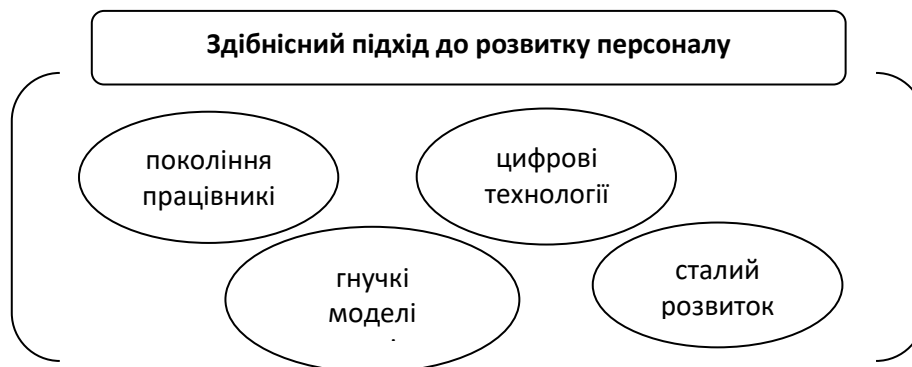 Здібнісний підхід до розвитку персоналу
покоління
працівникі
цифрові
технології
гнучкі
моделі
сталий
розвиток